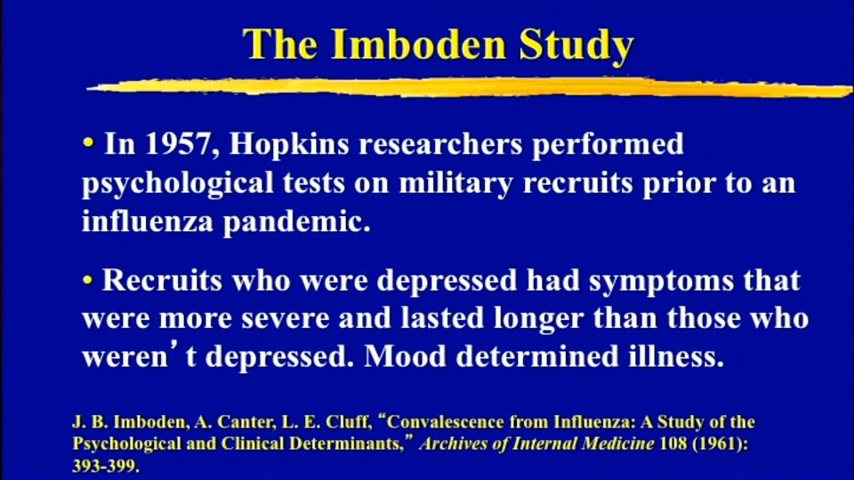 The Imboden Study
• In 1957, Hopkins researchers performed
psychological tests on military recruits prior to an
influenza pandemic.
• Recruits who were depressed had symptoms that
were more severe and lasted longer than those who
weren’t depressed. Mood determined illness.
J. B. Imboden, A. Canter, L. E. Cluff, “Convalescence from Influenza: A Study of the
Psychological and Clinical Determinants,” Archives of Internal Medicine 108 (1961):
393-399.